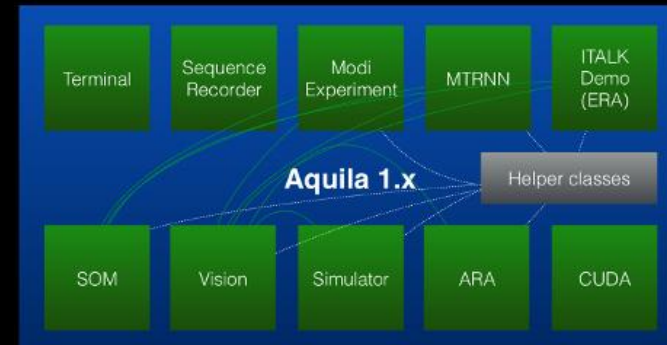 Terminal
Sequence
Recorder
Modi
Experiment
MTRNN
ITALK
Demo
(ERA)
Aquila 1.x
Helper classes
SOM
Vision
Simulator
ARA
CUDA